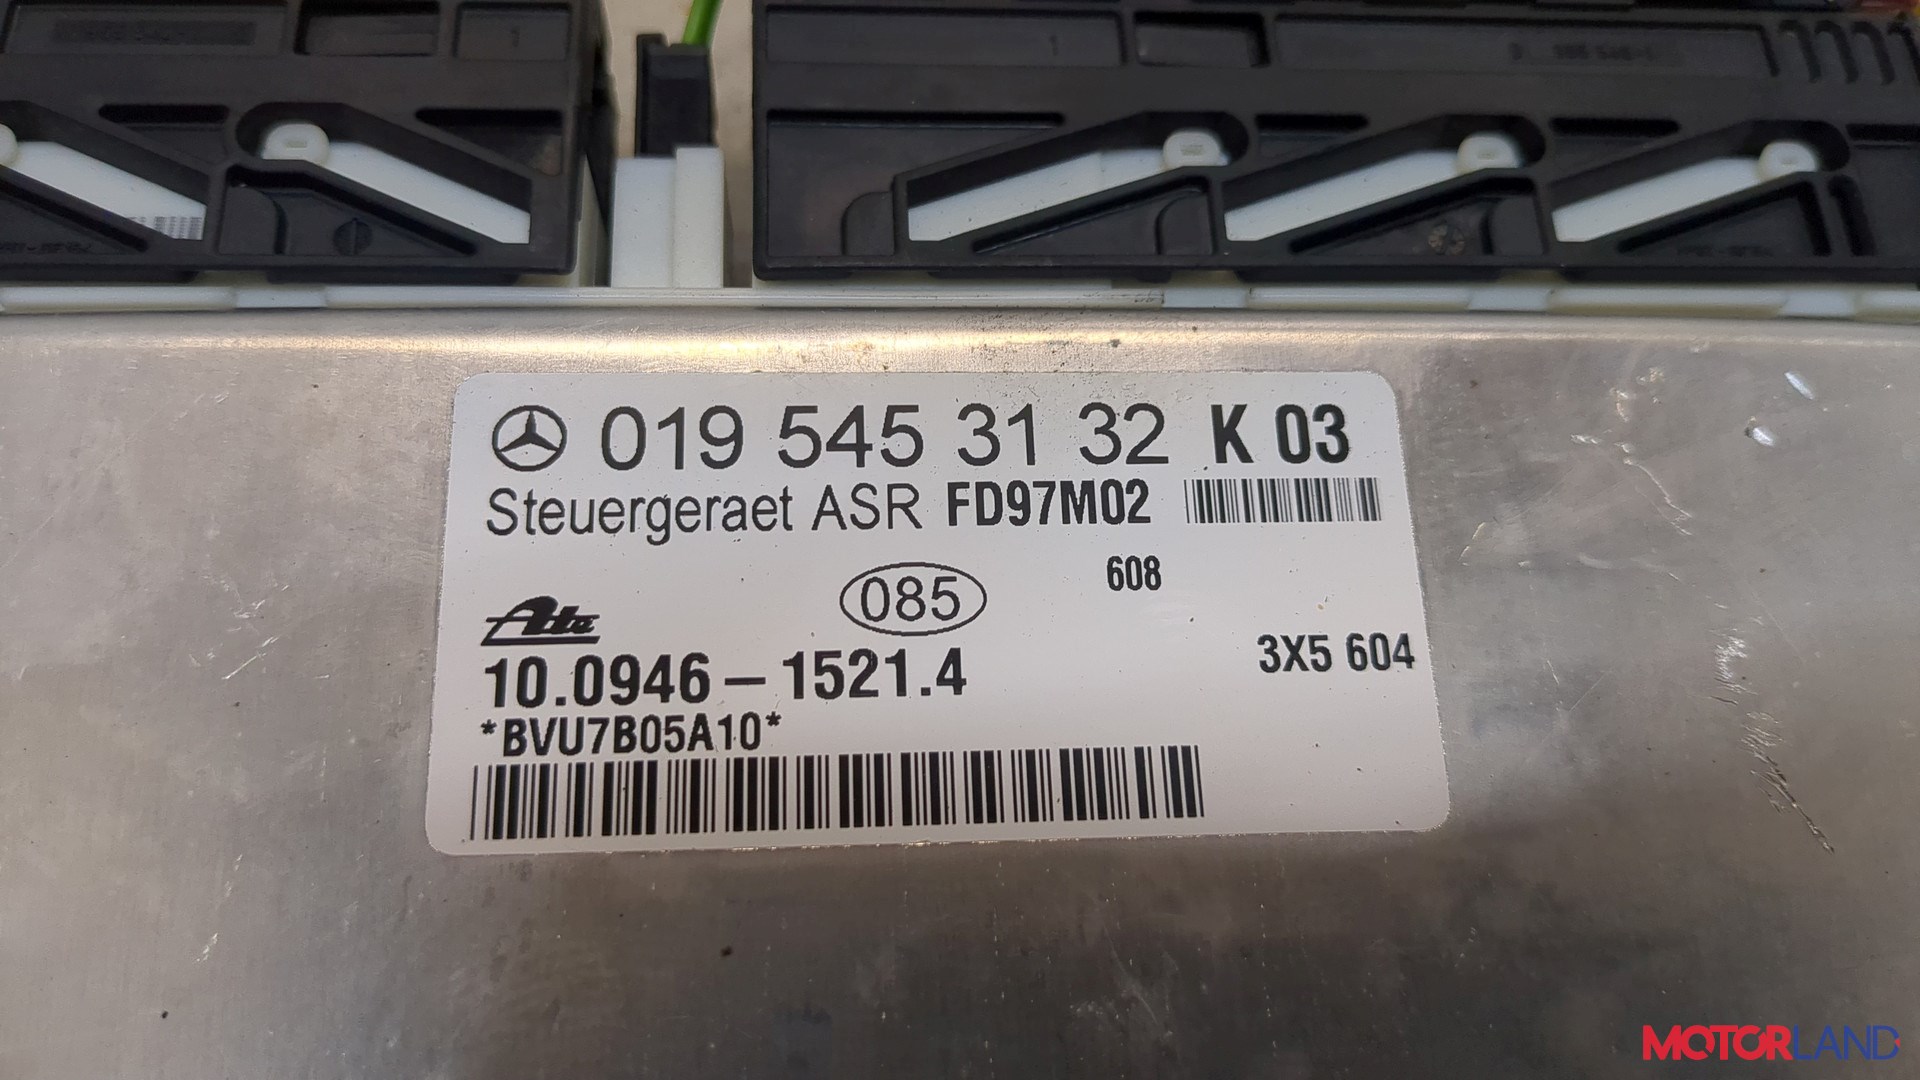 019 545 31 32 K 03
Steuergeraet ASR FD97M02
608
085
Ate
10.0946-1521.4
3X5 604
*BVU7B05A10*
MOTORLAND